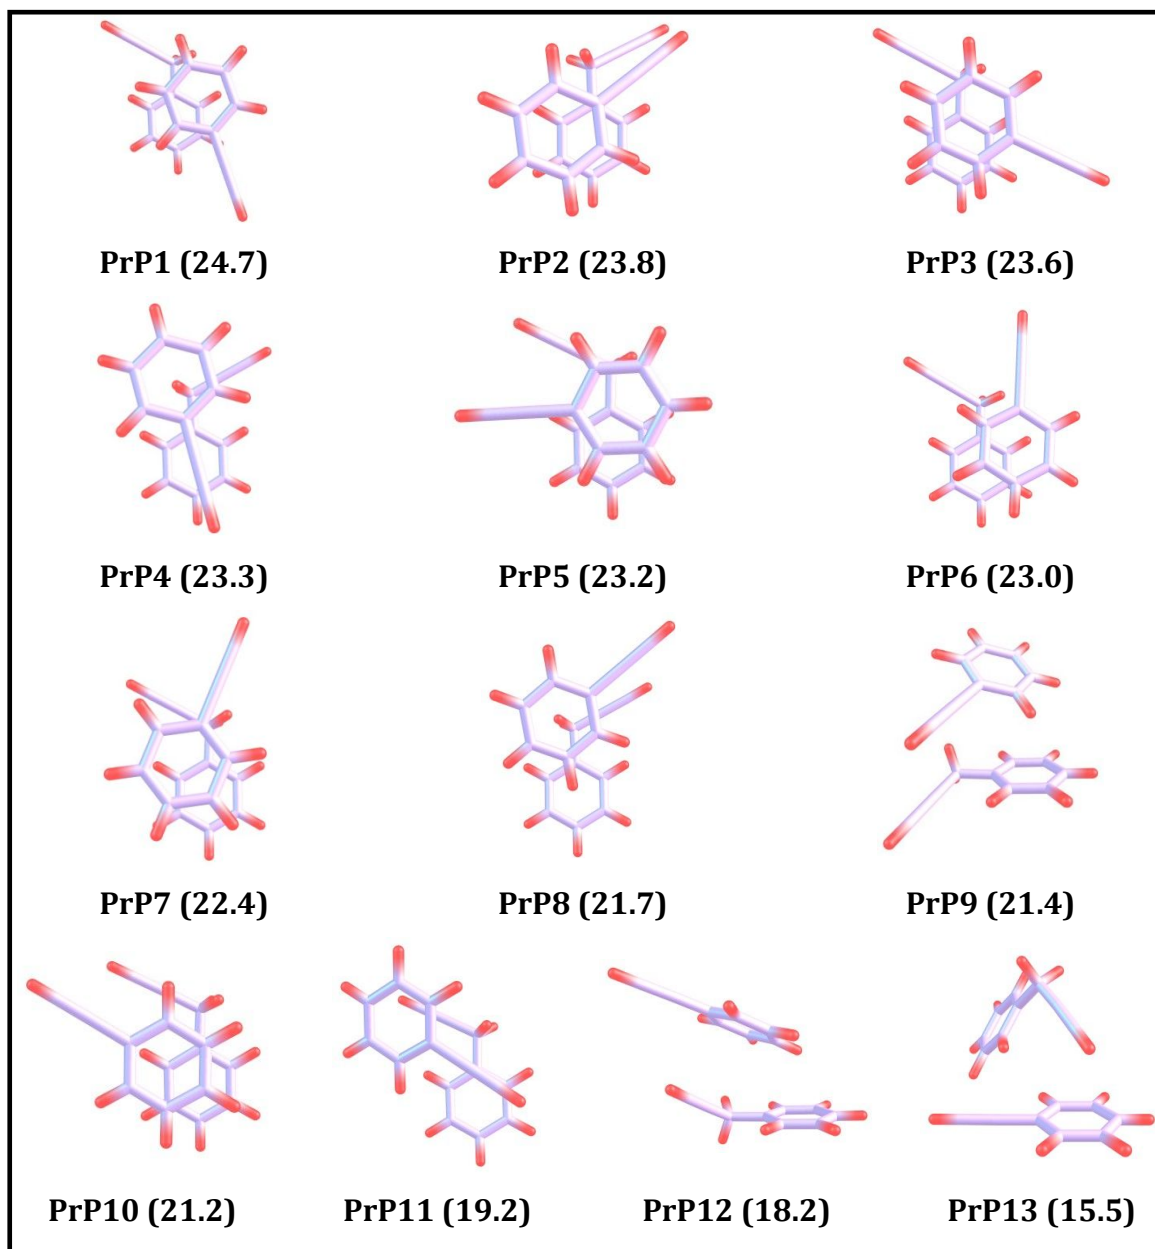 PrP1 (24.7) PrP2 (23.8) PrP3 (23.6)
PrP4 (23.3) PrP5 (23.2) PrP6 (23.0)
PrP7 (22.4) PrP8 (21.7) PrP9 (21.4)
PrP10 (21.2) PrP11 (19.2) PrP12 (18.2) PrP13 (15.5)